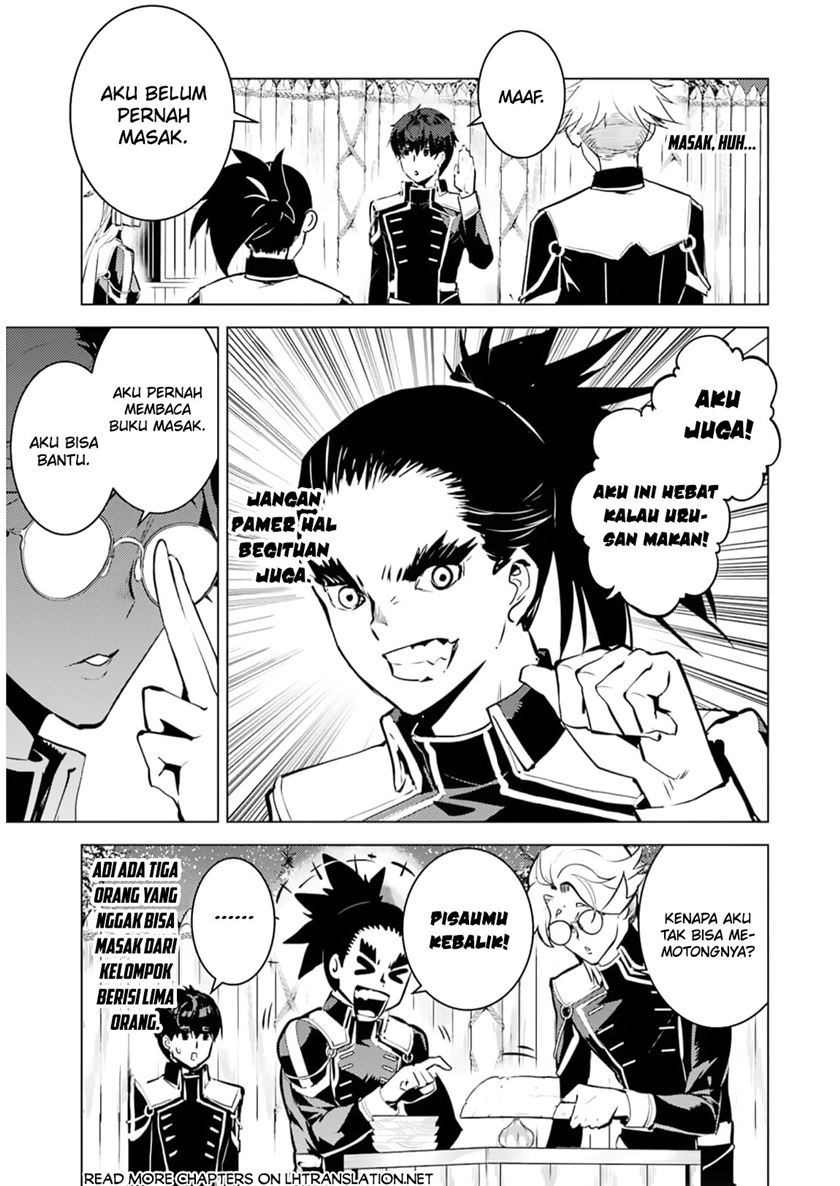 MASAK, HUH...
MAAF.
AKU BELUM
PERNAH
MASAK.
AKU
JUGA!
AKU INI HEBAT
KALAU URU-
SAN MAKAN!
JANGAN
PAMER HAL
BEGITUAN
JUGA.
AKU PERNAH
MEMBACA
BUKU MASAK.
AKU BISA
BANTU.
KENAPA AKU
TAK BISA ME-
MOTONGNYA?
PISAUMU
KEBALIK!
......
ADI ADA TIGA
ORANG YANG
NGGAK BISA
MASAK DARI
KELOMPOK
BERISI LIMA
ORANG.
READ MORE CHAPTERS ON LHTRANSLATION.NET